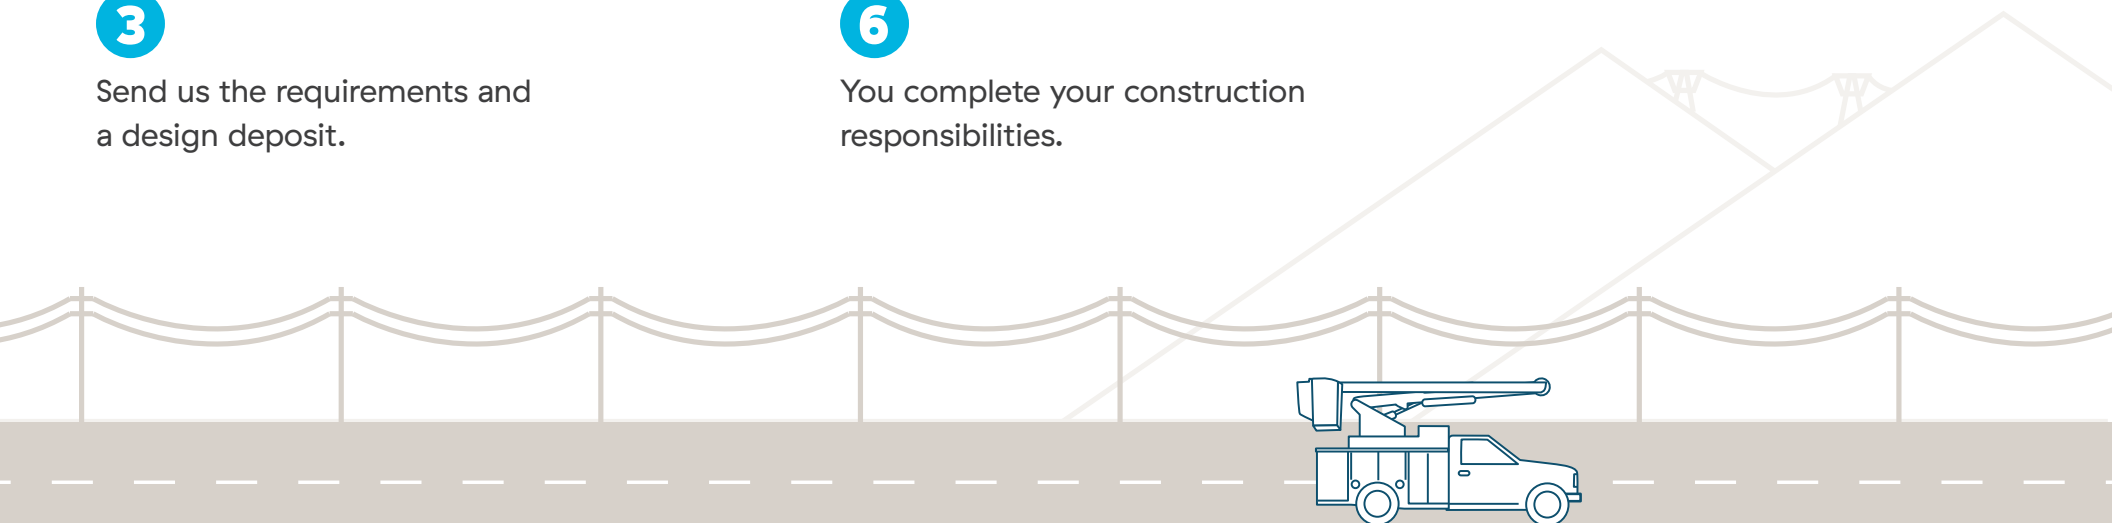 3
Send us the requirements and
a design deposit.
6
You complete your construction
responsibilities.